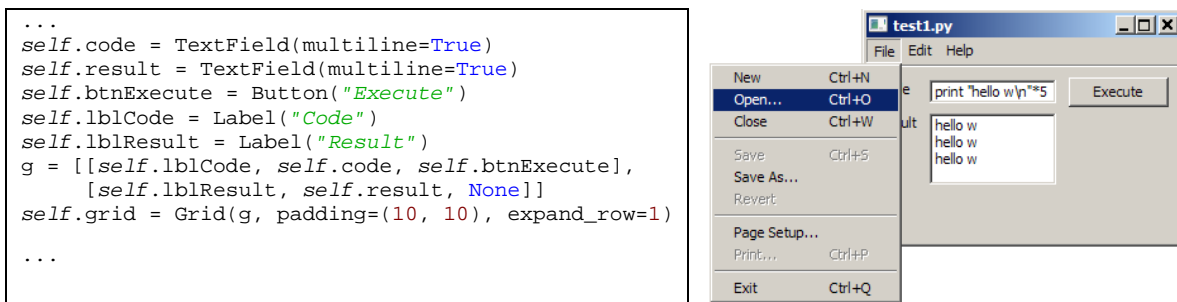 ...
self.code = TextField(multiline=True)
self.result = TextField(multiline=True)
self.btnExecute = Button("Execute")
self.lblCode = Label("Code")
self.lblResult = Label("Result")
g = [[self.lblCode, self.code, self.btnExecute],
[self.lblResult, self.result, None]]
self.grid = Grid(g, padding=(10, 10), expand_row=1)
...
test1.py
File Edit Help
New Ctrl+N
Open... Ctrl+O
Close Ctrl+W
Save Ctrl+S
Save As...
Revert
Page Setup...
Print... Ctrl+P
Exit Ctrl+Q
e print "hello w\n"*5 Execute
ult hello w
hello w
hello w